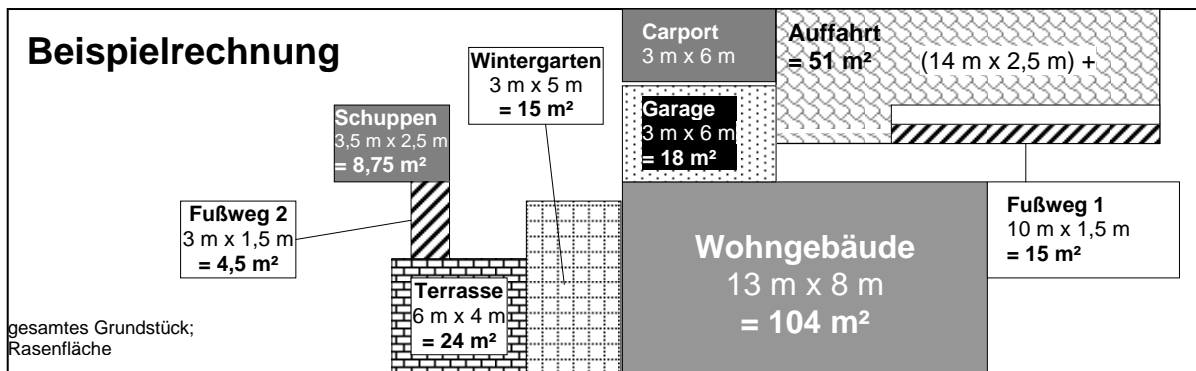 Beispielrechnung
Carport
3 m x 6 m
Auffahrt
= 51 m²
(14 m x 2,5 m) +
Wintergarten
3 m x 5 m
= 15 m²
Garage
3 m x 6 m
= 18 m²
Schuppen
3,5 m x 2,5 m
= 8,75 m²
Fußweg 2
3 m x 1,5 m
= 4,5 m²
Fußweg 1
10 m x 1,5 m
= 15 m²
Wohngebäude
13 m x 8 m
= 104 m²
Terrasse
6 m x 4 m
= 24 m²
gesamtes Grundstück;
Rasenfläche